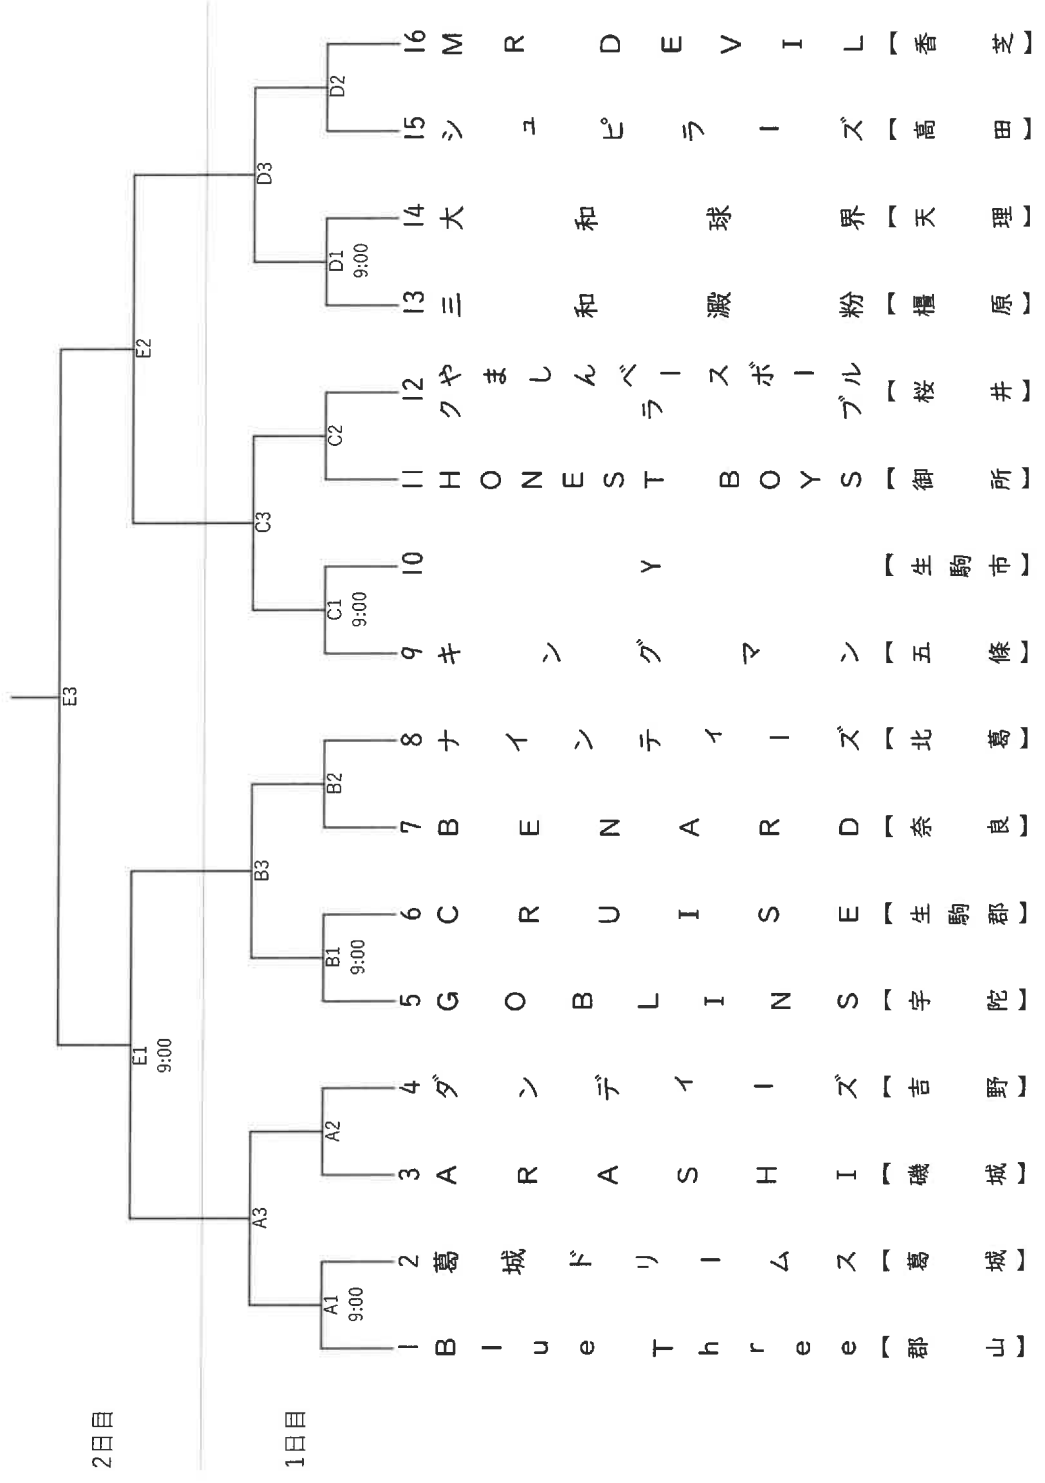 2日目
1日目
E3
E1
9:00
E2
A3
B3
C3
D3
A1
9:00
A2
B1
9:00
B2
C1
9:00
C2
D1
9:00
D2
1 Blue Three 【郡山】
2 葛城ドリームス 【葛城】
3 ARASHI 【磯城】
4 ダンディーズ 【吉野】
5 GOBLINS 【宇陀】
6 CRUISE 【生駒郡】
7 BENARD 【奈良】
8 ナインティーズ 【北葛】
9 キングマン 【五條】
10 Y 【生駒市】
11 HONEST BOYS 【御所】
12 やましんベースボールクラブ 【桜井】
13 三和澱粉 【橿原】
14 大和球界 【天理】
15 シュピラーズ 【高田】
16 MR DEVIL 【香芝】